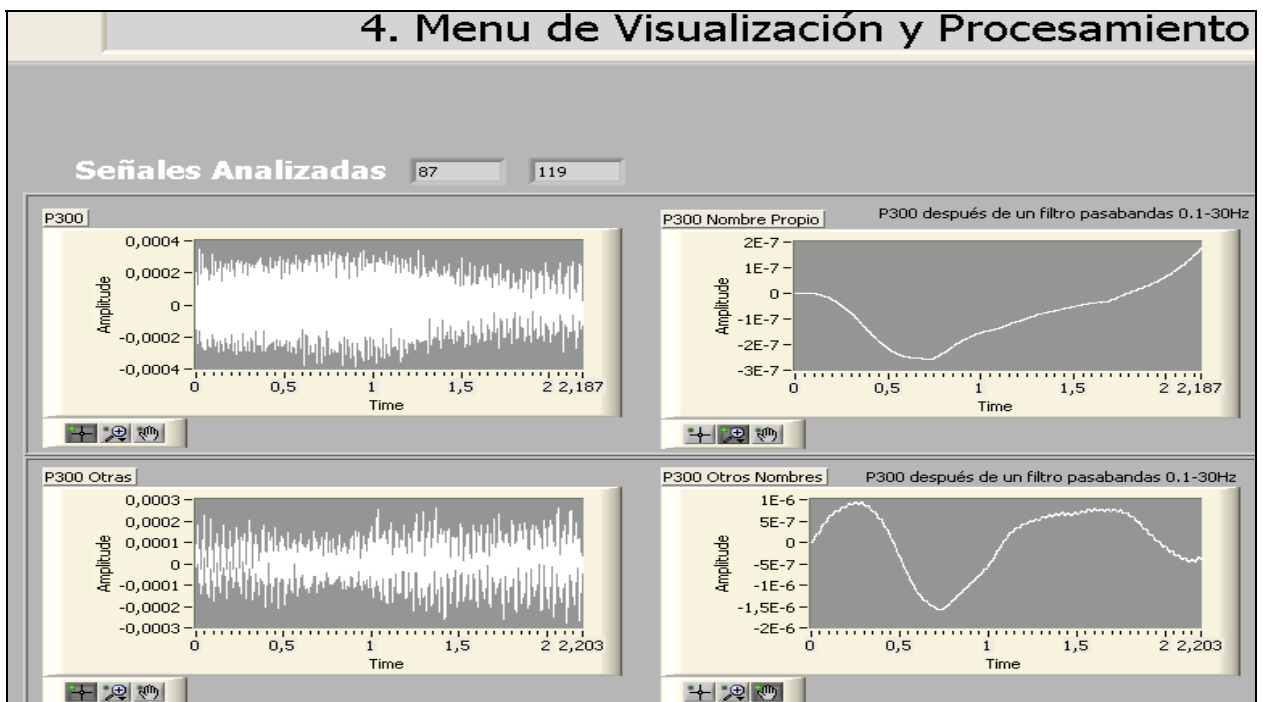 4. Menu de Visualización y Procesamiento
Señales Analizadas 87 119
P300
0,0004
0,0002
0
-0,0002
-0,0004
Amplitude
0 0,5 1 1,5 2 2,187
Time
P300 Nombre Propio P300 después de un filtro pasabandas 0.1-30Hz
2E-7
1E-7
0
-1E-7
-2E-7
-3E-7
Amplitude
0 0,5 1 1,5 2 2,187
Time
P300 Otras
0,0003
0,0002
0,0001
0
-0,0001
-0,0002
-0,0003
Amplitude
0 0,5 1 1,5 2 2,203
Time
P300 Otros Nombres P300 después de un filtro pasabandas 0.1-30Hz
1E-6
5E-7
0
-5E-7
-1E-6
-1,5E-6
-2E-6
Amplitude
0 0,5 1 1,5 2 2,203
Time